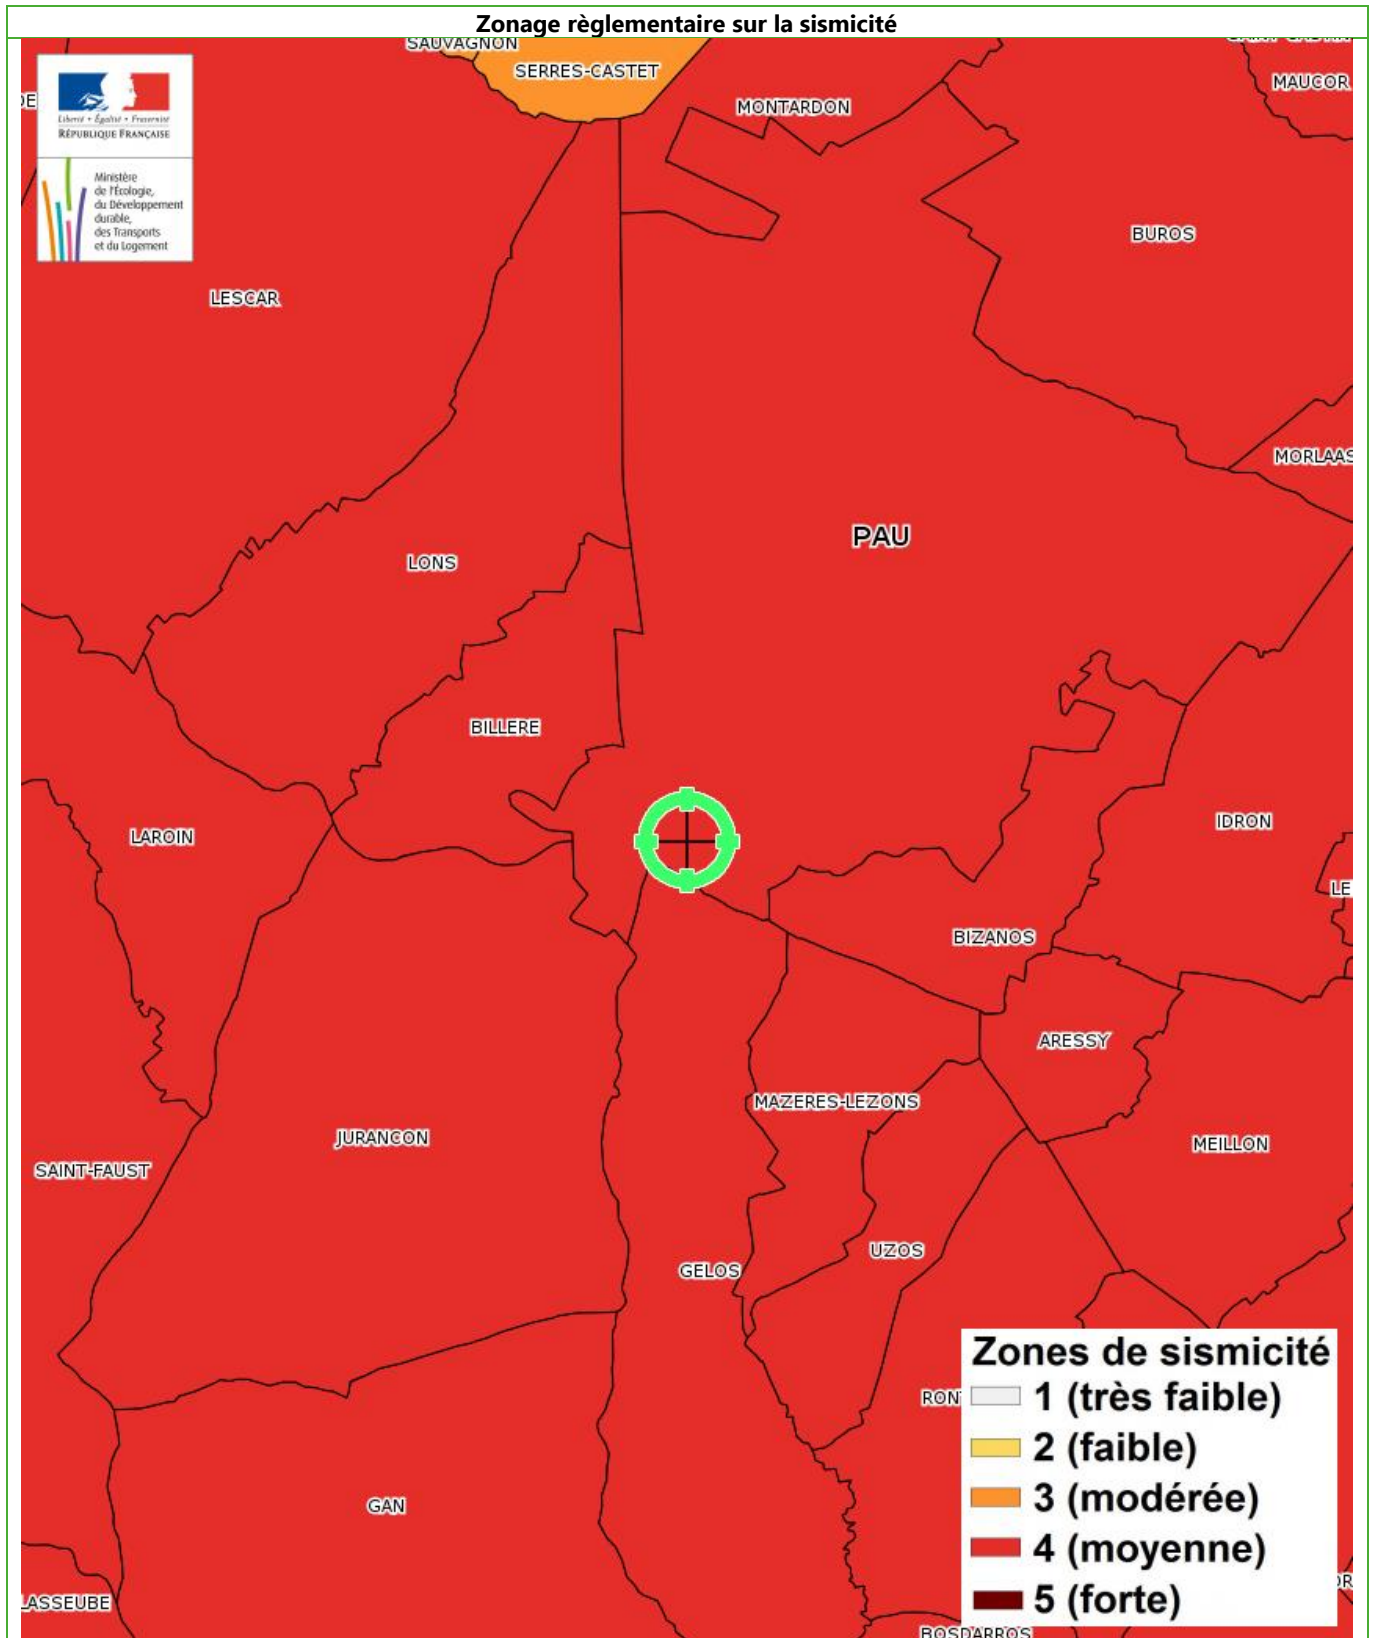 Zonage règlementaire sur la sismicité
SAUVAGNON
SERRES-CASTET
MAUCOR
MONTARDON
DE
Liberté • Égalité • Fraternité
RÉPUBLIQUE FRANÇAISE
Ministère
de l'Écologie,
du Développement
durable,
des Transports
et du Logement
BUROS
LESCAR
MORLAAS
PAU
LONS
BILLERE
IDRON
LAROIN
LE
BIZANOS
ARESSY
MAZERES-LEZONS
JURANCON
MEILLON
SAINT-FAUST
UZOS
GELOS
Zones de sismicité
1 (très faible)
RON
2 (faible)
3 (modérée)
GAN
4 (moyenne)
5 (forte)
LASSEUBE
BOSDARROS